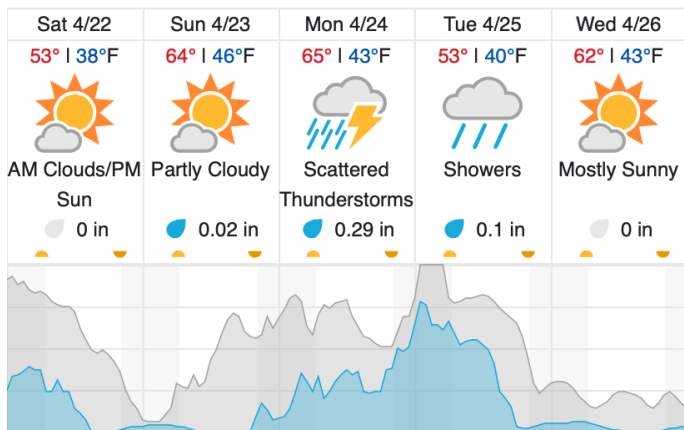 Sat 4/22 Sun 4/23 Mon 4/24 Tue 4/25 Wed 4/26
53° | 38°F 64° | 46°F 65° | 43°F 53° | 40°F 62° | 43°F
AM Clouds/PM Partly Cloudy Scattered Showers Mostly Sunny
Sun Thunderstorms
0 in 0.02 in 0.29 in 0.1 in 0 in